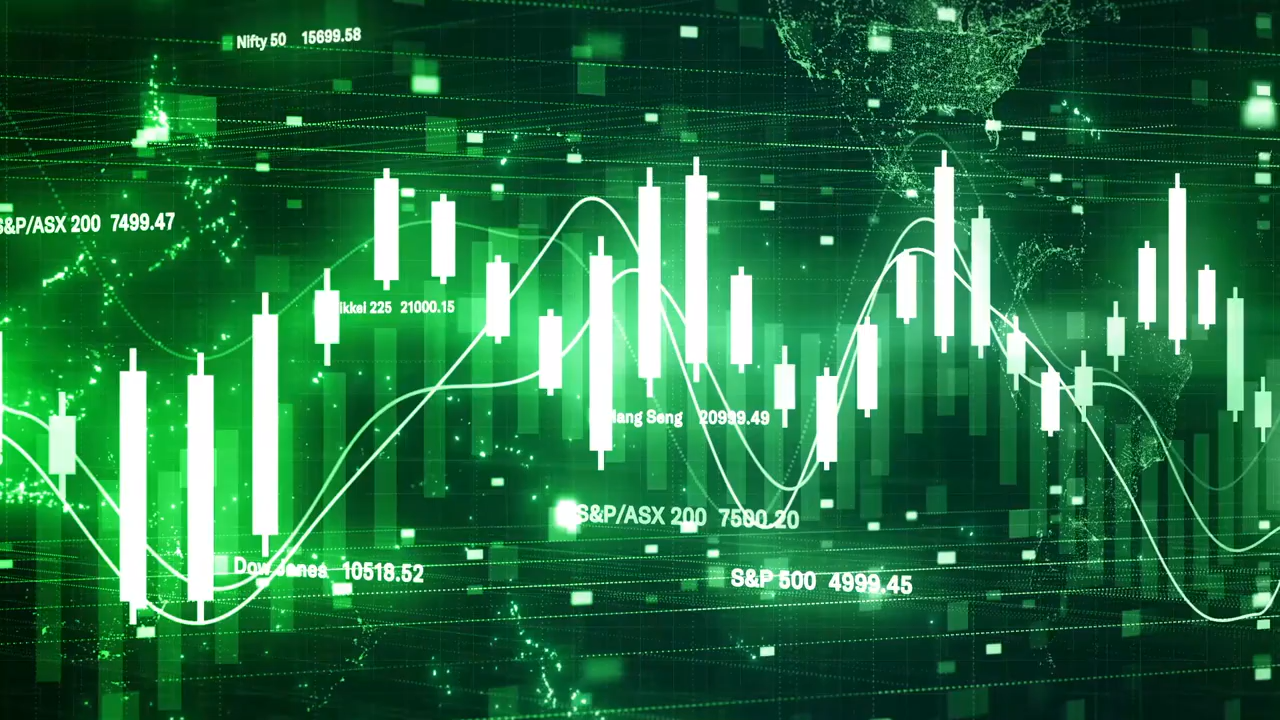 Nifty 50 15699.58
S&P/ASX 200 7499.47
ikkei 225 21000.15
Hang Seng 20999.49
S&P/ASX 200 7500.20
Dow Jones 10518.52
S&P 500 4999.45